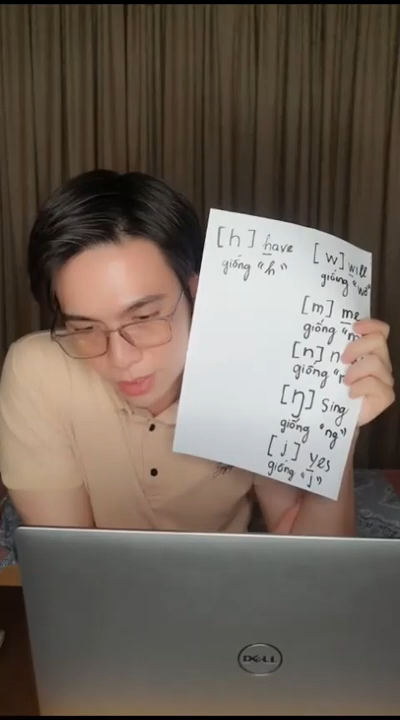 [h] have
giống "h"
[w] will
giống
[m] me
giống "m
[n]
giống
[ŋ] sing
giống "ng"
[j] yes
giống "j"
DELL